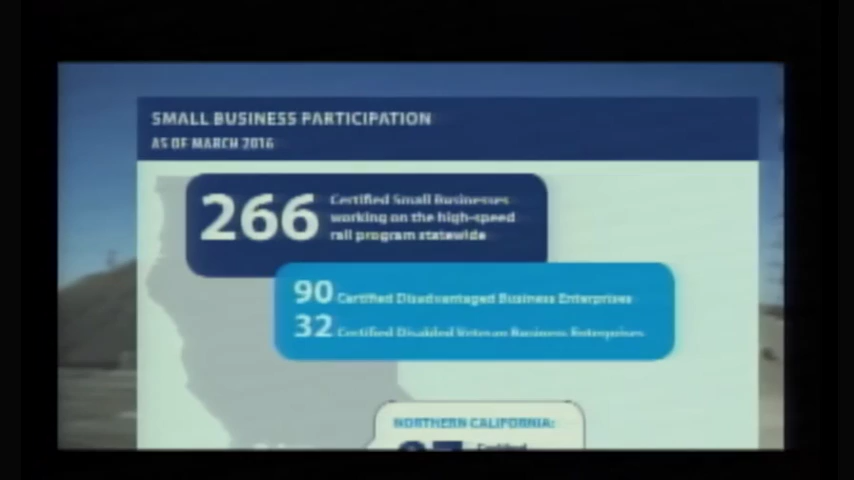 SMALL BUSINESS PARTICIPATION
AS OF MARCH 2016
266
Certified Small Businesses
working on the high-speed
rail program statewide
90 Certified Disadvantaged Business Enterprises
32 Certified Disabled Veteran Business Enterprises
NORTHERN CALIFORNIA:
Certified